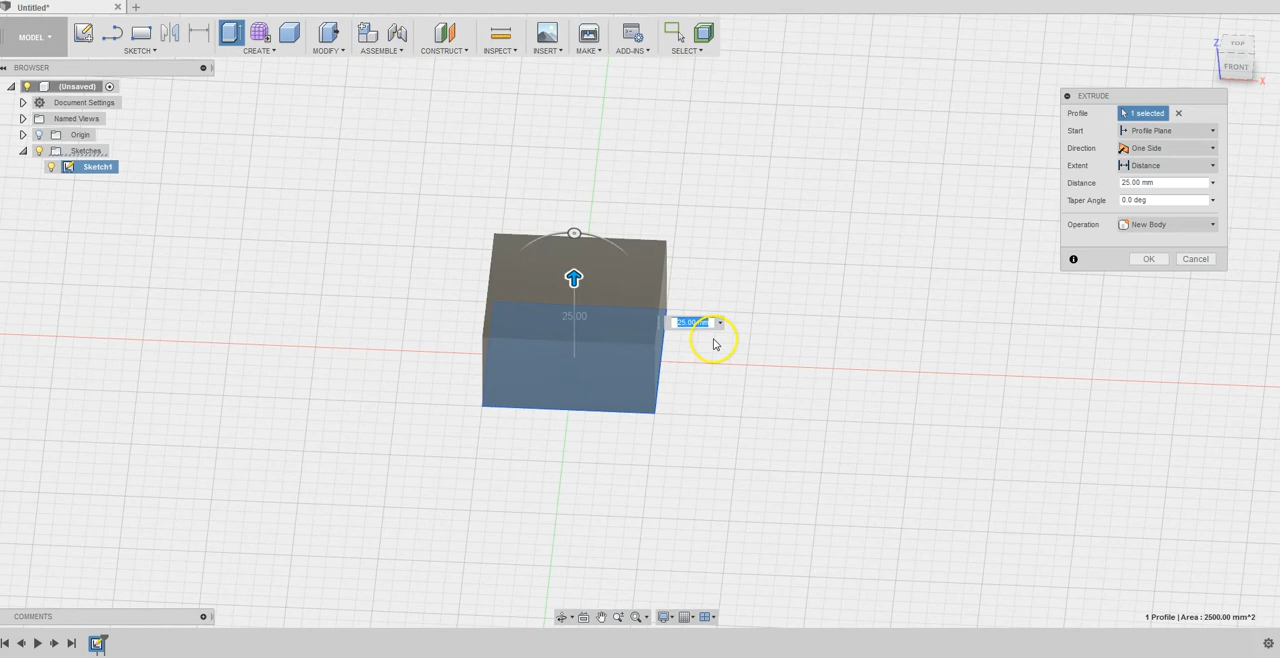 Untitled*
MODEL
SKETCH
CREATE
MODIFY
ASSEMBLE
CONSTRUCT
INSPECT
INSERT
MAKE
ADD-INS
SELECT
Z
TOP
FRONT
X
BROWSER
(Unsaved)
Document Settings
Named Views
Origin
Sketches
Sketch1
EXTRUDE
Profile 1 selected
Start Profile Plane
Direction One Side
Extent Distance
Distance 25.00 mm
Taper Angle 0.0 deg
Operation New Body
OK Cancel
25.00
25.00 mm
COMMENTS
1 Profile | Area : 2500.00 mm^2